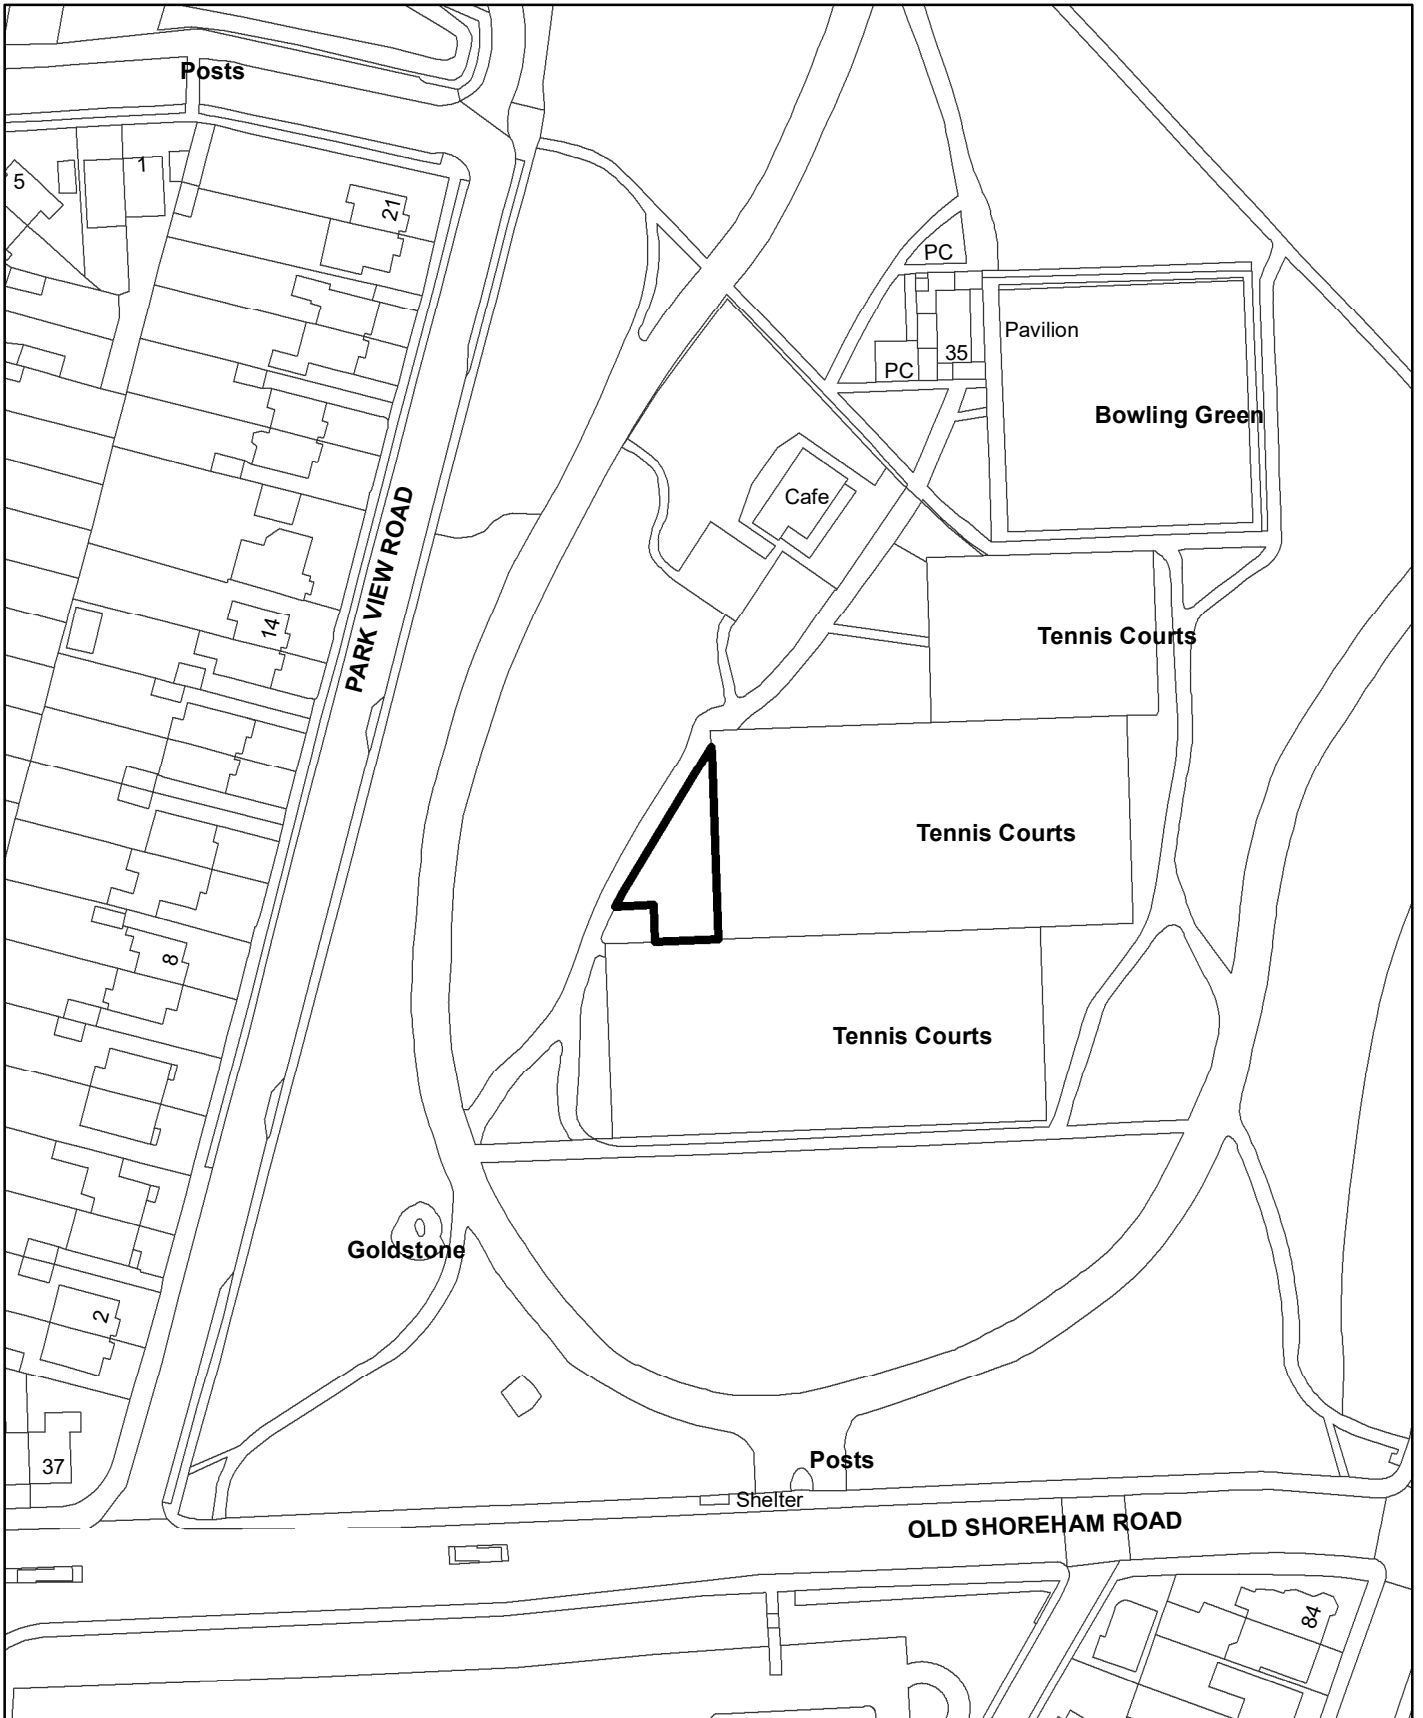 Posts
1
5
21
PC
Pavilion
35
PC
Bowling Green
Cafe
PARK VIEW ROAD
14
Tennis Courts
Tennis Courts
8
Tennis Courts
Goldstone
2
Posts
37
Shelter
OLD SHOREHAM ROAD
84